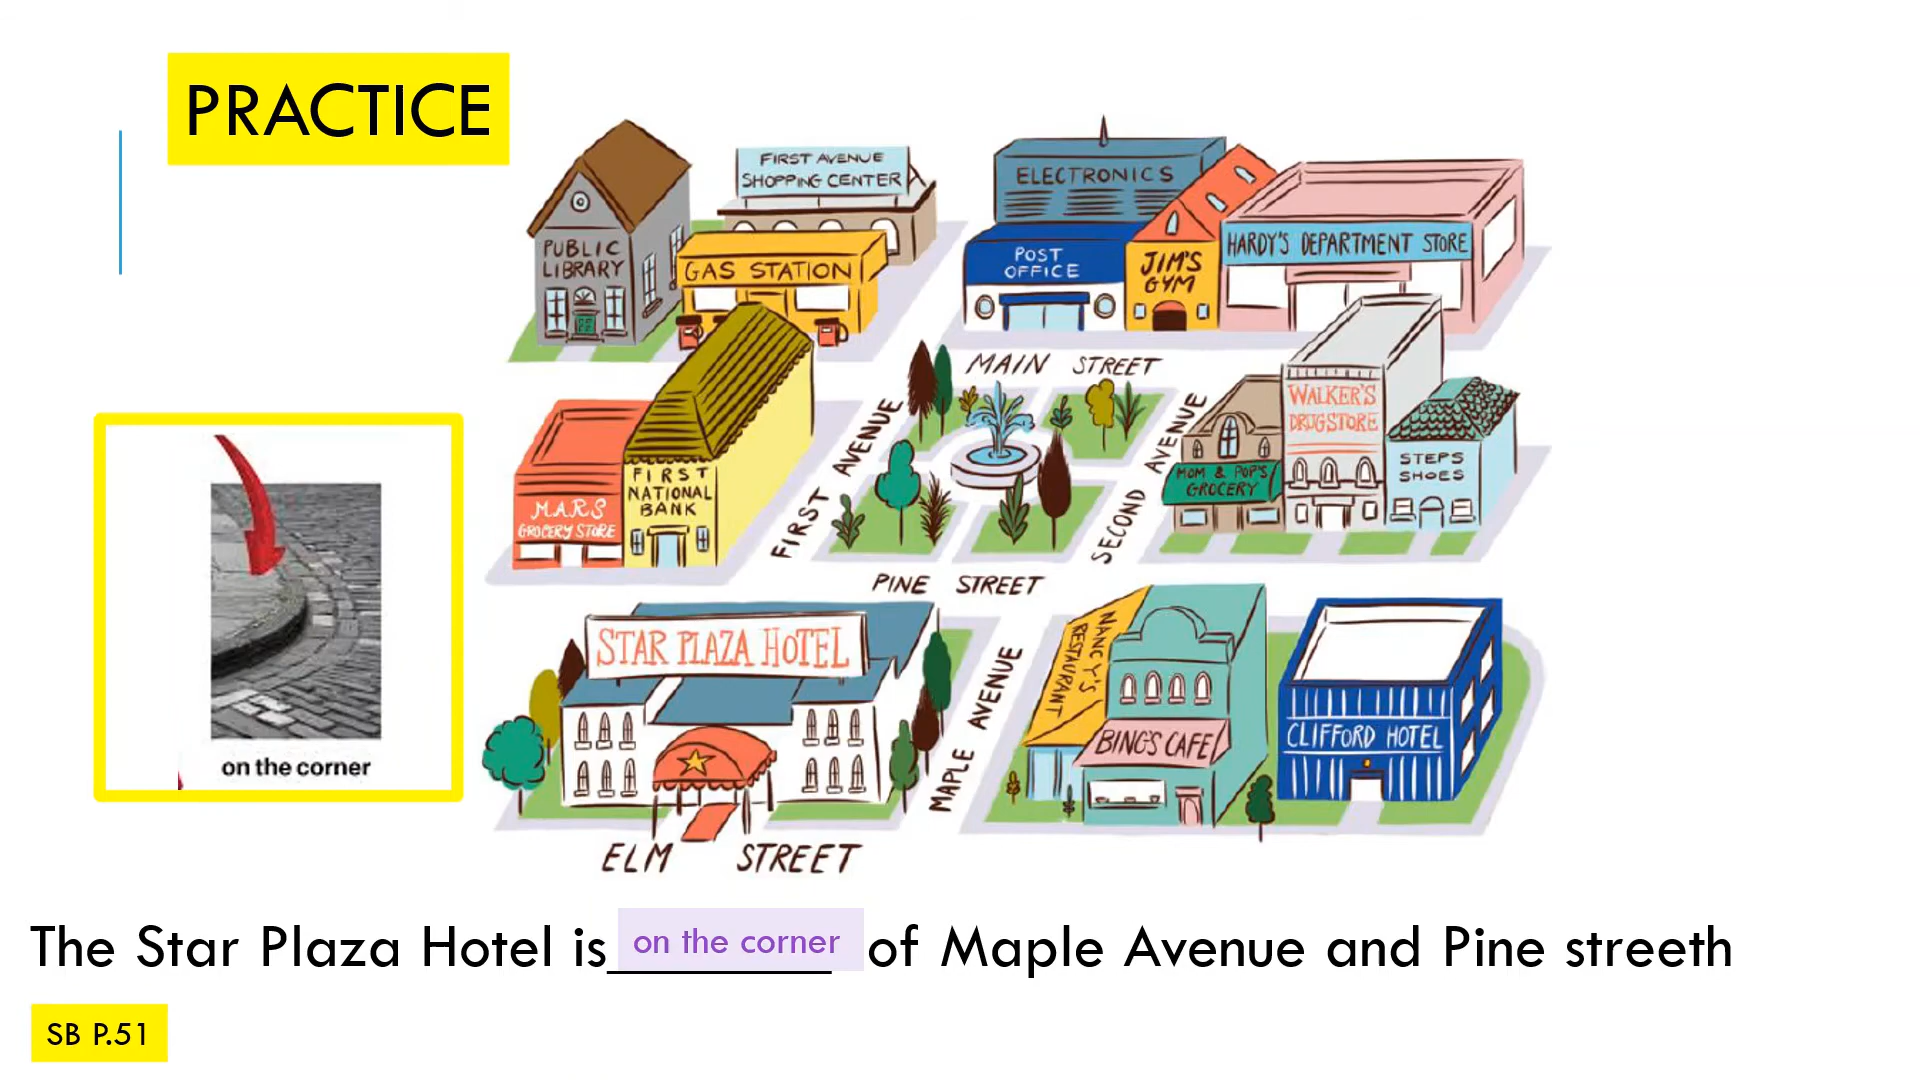 PRACTICE
FIRST AVENUE
SHOPPING CENTER
ELECTRONICS
PUBLIC
LIBRARY
GAS STATION
POST
OFFICE
JIM'S
GYM
HARDY'S DEPARTMENT STORE
MAIN STREET
FIRST AVENUE
SECOND AVENUE
WALKER'S
DRUGSTORE
MOM & POP'S
GROCERY
STEPS
SHOES
MARS
GROCERY STORE
FIRST
NATIONAL
BANK
PINE STREET
STAR PLAZA HOTEL
MAPLE AVENUE
NANCY'S
RESTAURANT
BING'S CAFE
CLIFFORD HOTEL
ELM STREET
on the corner
The Star Plaza Hotel is on the corner of Maple Avenue and Pine streeth
SB P.51